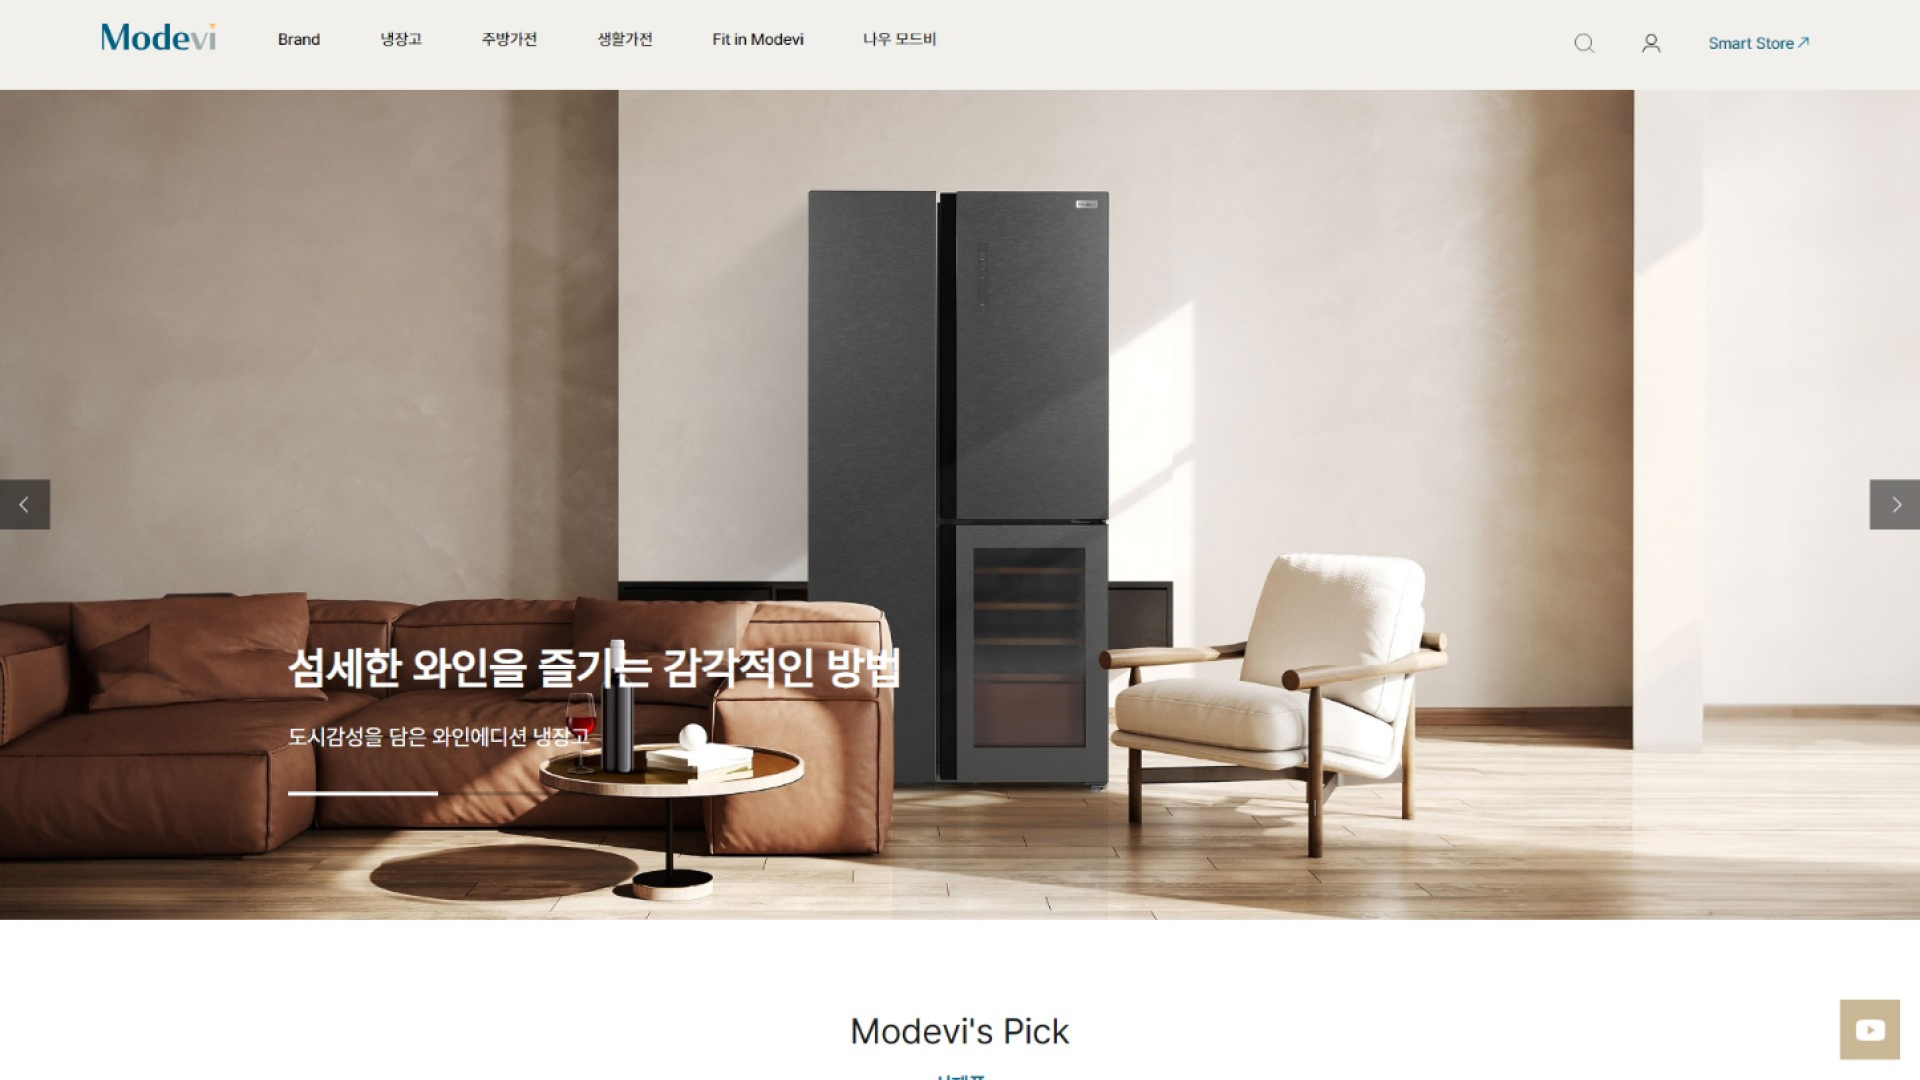 Modevi
Brand
냉장고
주방가전
생활가전
Fit in Modevi
나우 모드비
Smart Store
섬세한 와인을 즐기는 감각적인 방법
도시감성을 담은 와인에디션 냉장고
Modevi's Pick